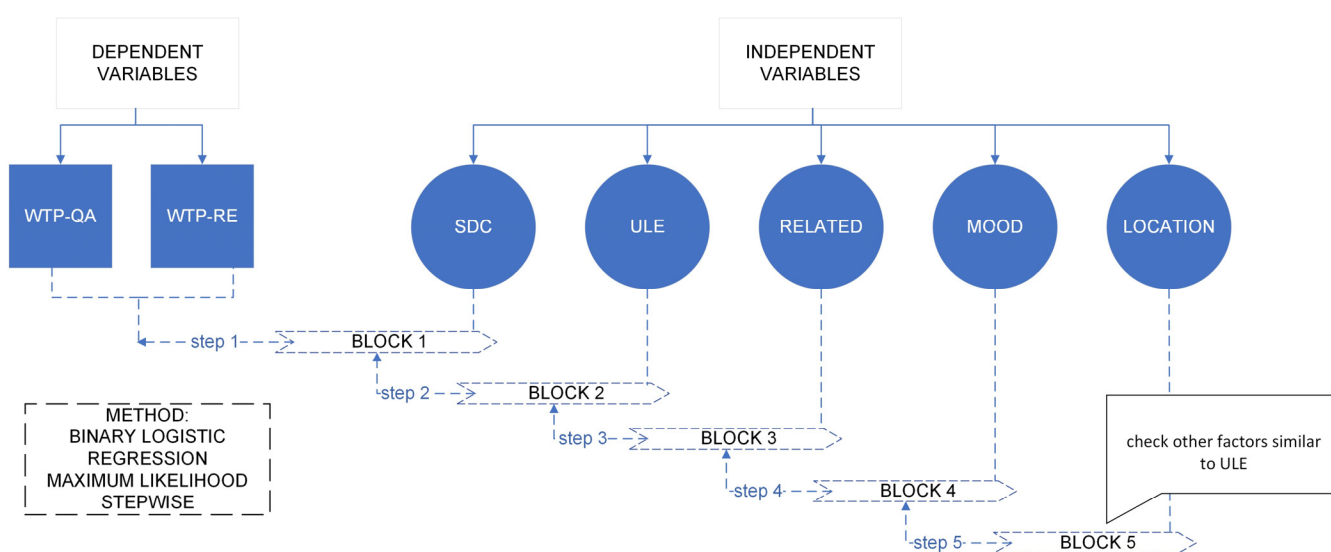 DEPENDENT
VARIABLES
INDEPENDENT
VARIABLES
WTP-QA
WTP-RE
SDC
ULE
RELATED
MOOD
LOCATION
step 1
BLOCK 1
step 2
BLOCK 2
step 3
BLOCK 3
step 4
BLOCK 4
step 5
BLOCK 5
METHOD:
BINARY LOGISTIC
REGRESSION
MAXIMUM LIKELIHOOD
STEPWISE
check other factors similar
to ULE